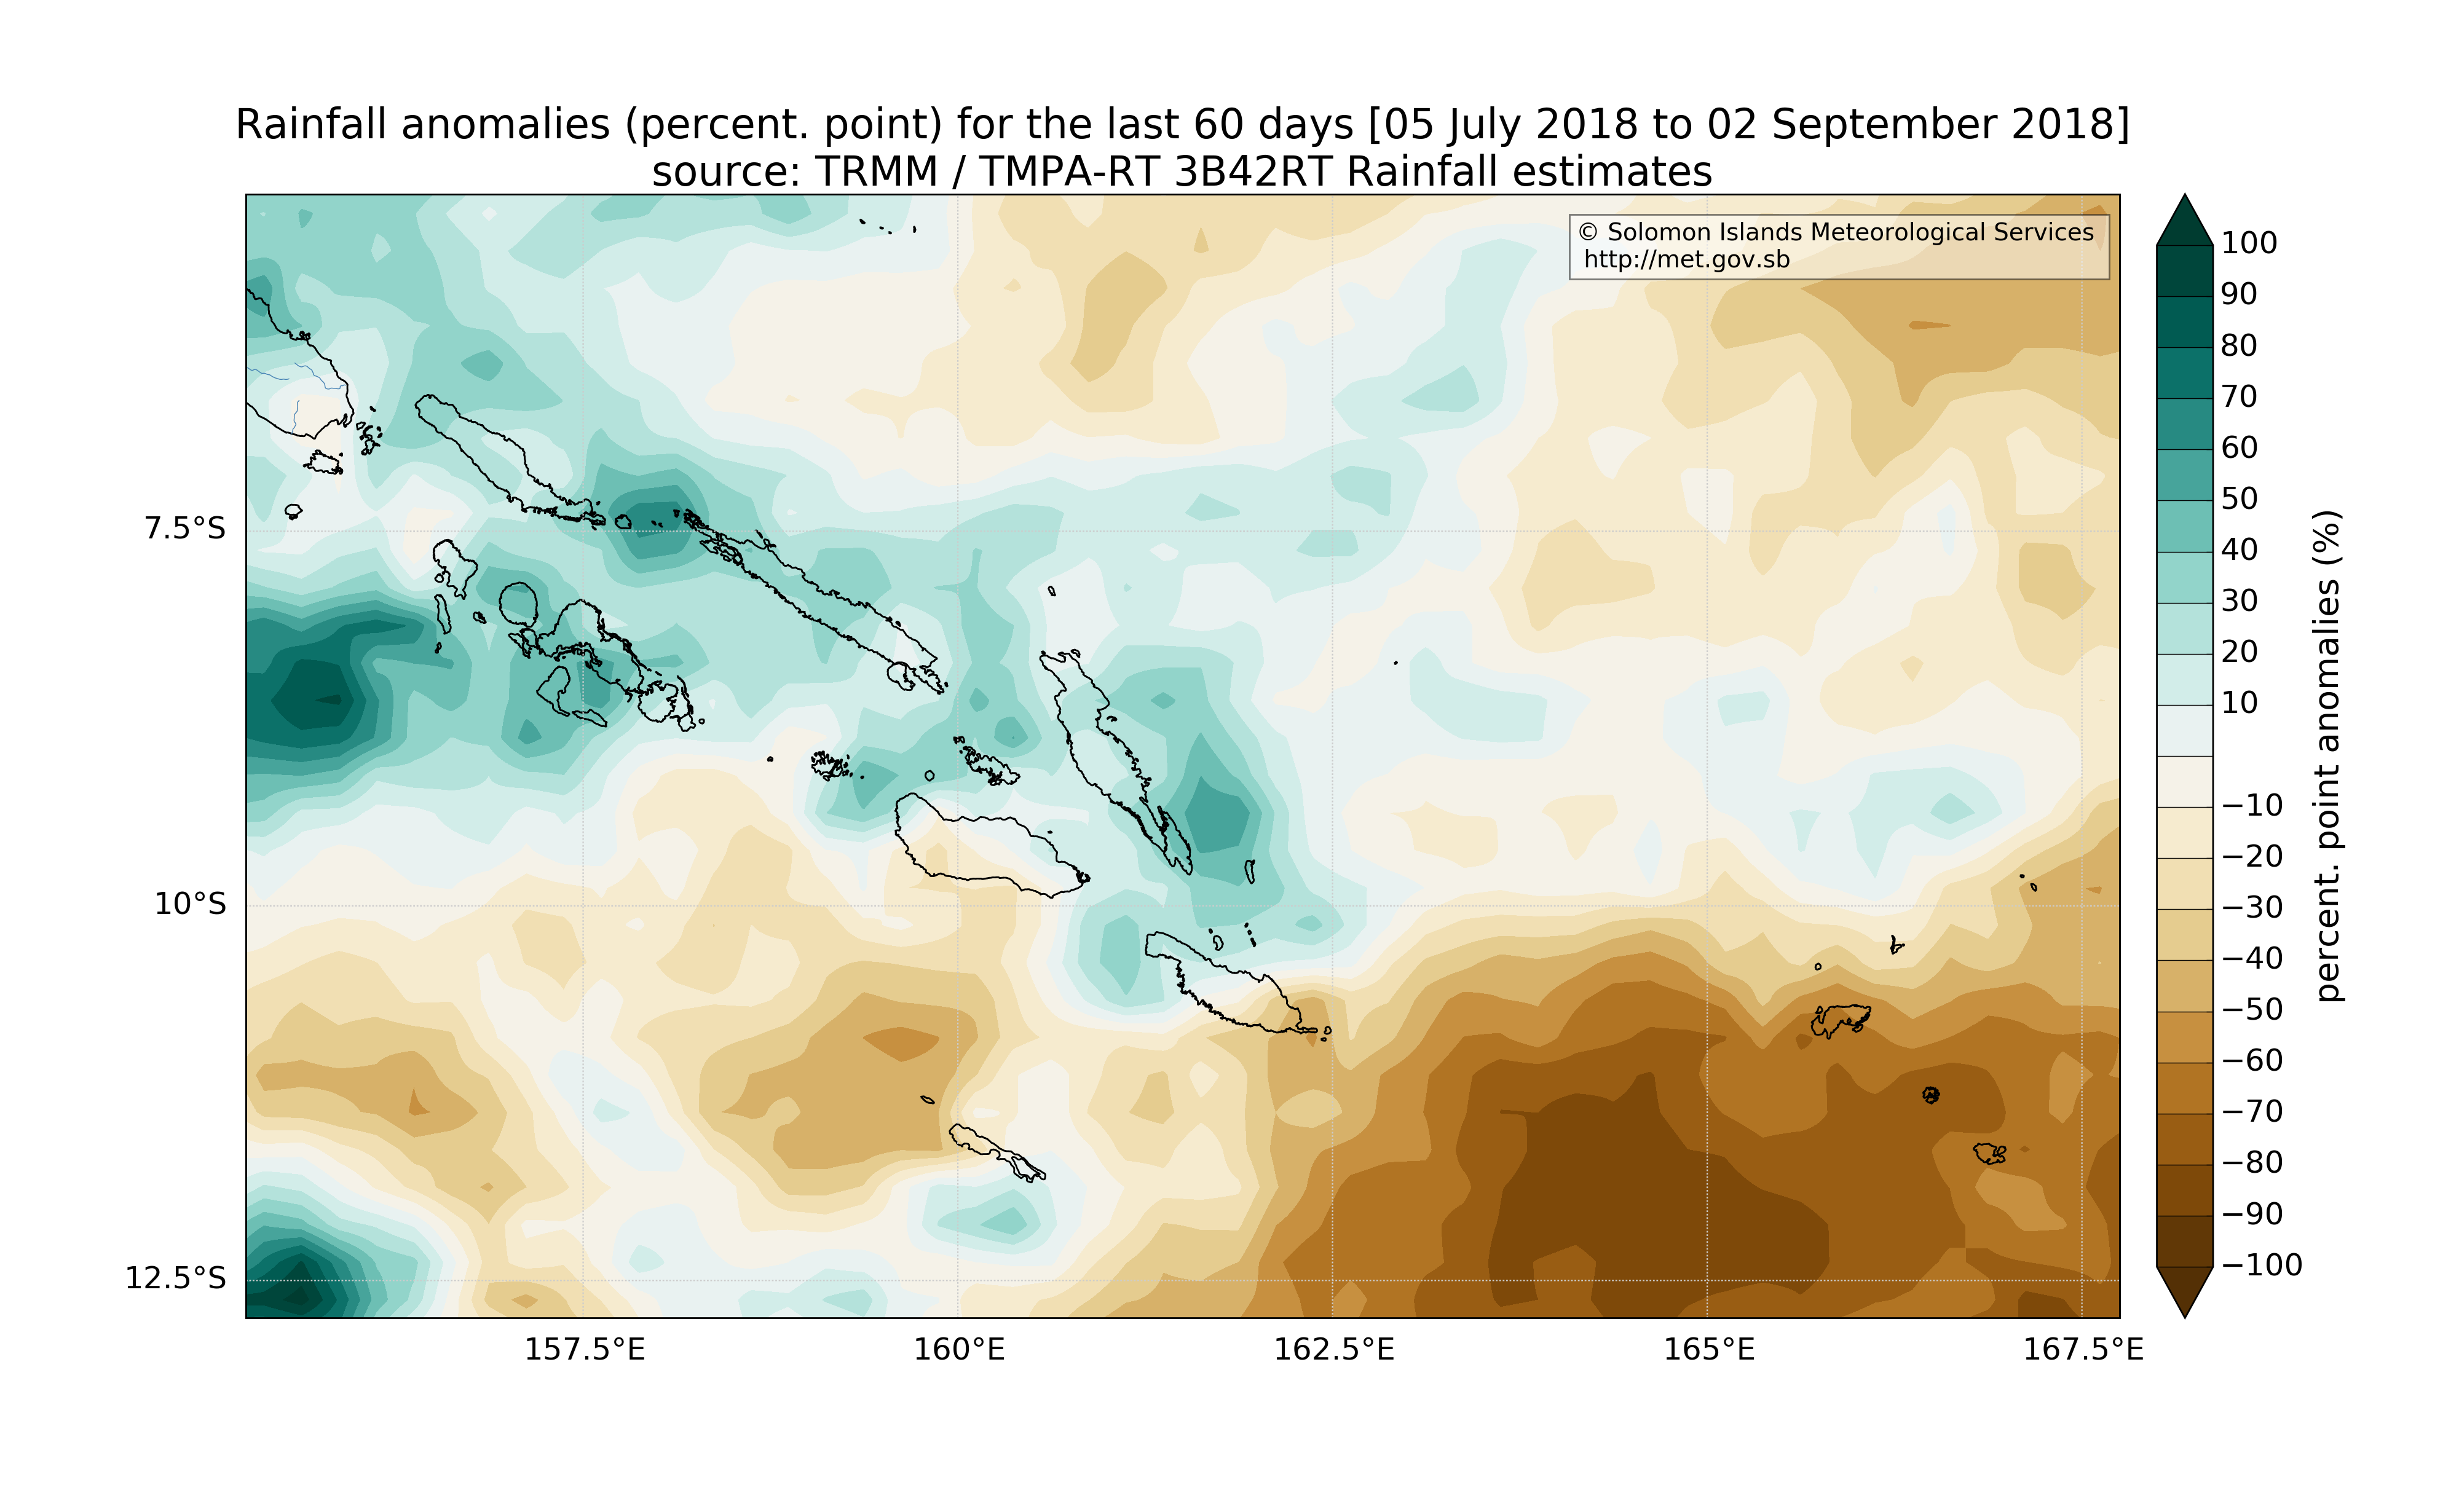 Rainfall anomalies (percent. point) for the last 60 days [05 July 2018 to 02 September 2018]
source: TRMM / TMPA-RT 3B42RT Rainfall estimates
© Solomon Islands Meteorological Services
http://met.gov.sb
7.5°S
10°S
12.5°S
157.5°E
160°E
162.5°E
165°E
167.5°E
100
90
80
70
60
50
40
30
20
10
−10
−20
−30
−40
−50
−60
−70
−80
−90
−100
percent. point anomalies (%)